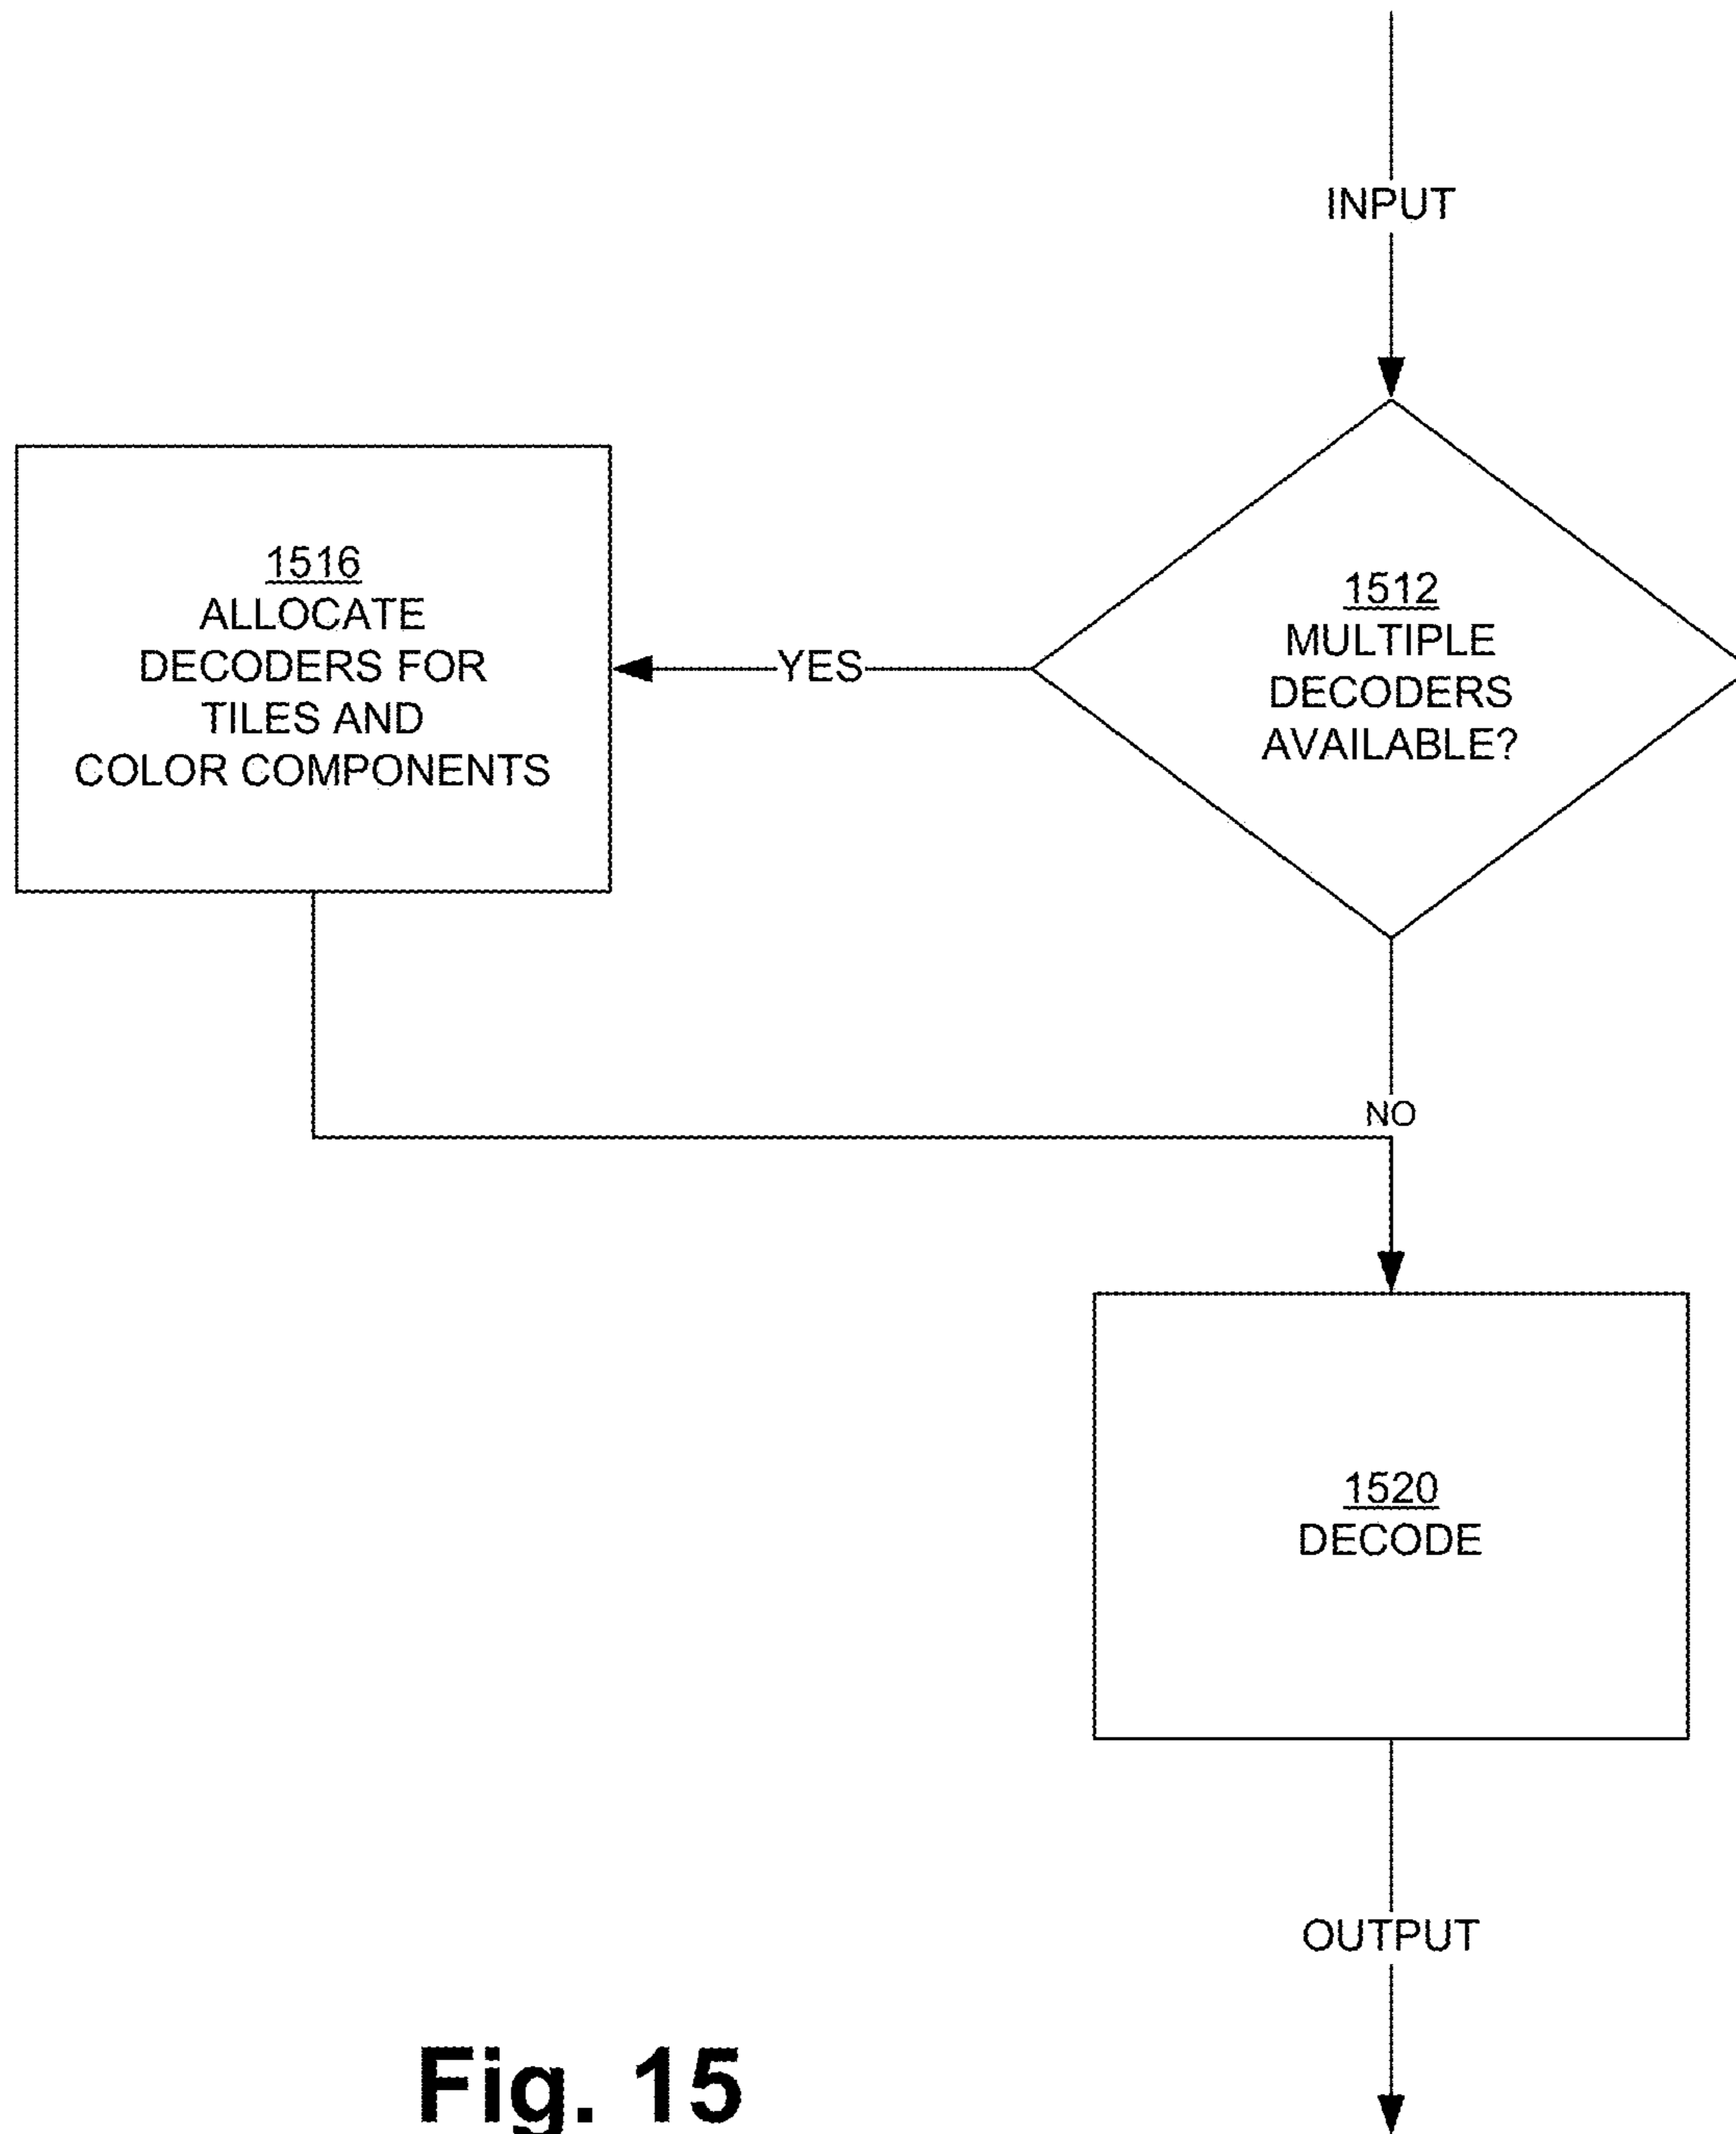 INPUT
1516
ALLOCATE
DECODERS FOR
TILES AND
COLOR COMPONENTS
YES
1512
MULTIPLE
DECODERS
AVAILABLE?
NO
1520
DECODE
OUTPUT
Fig. 15